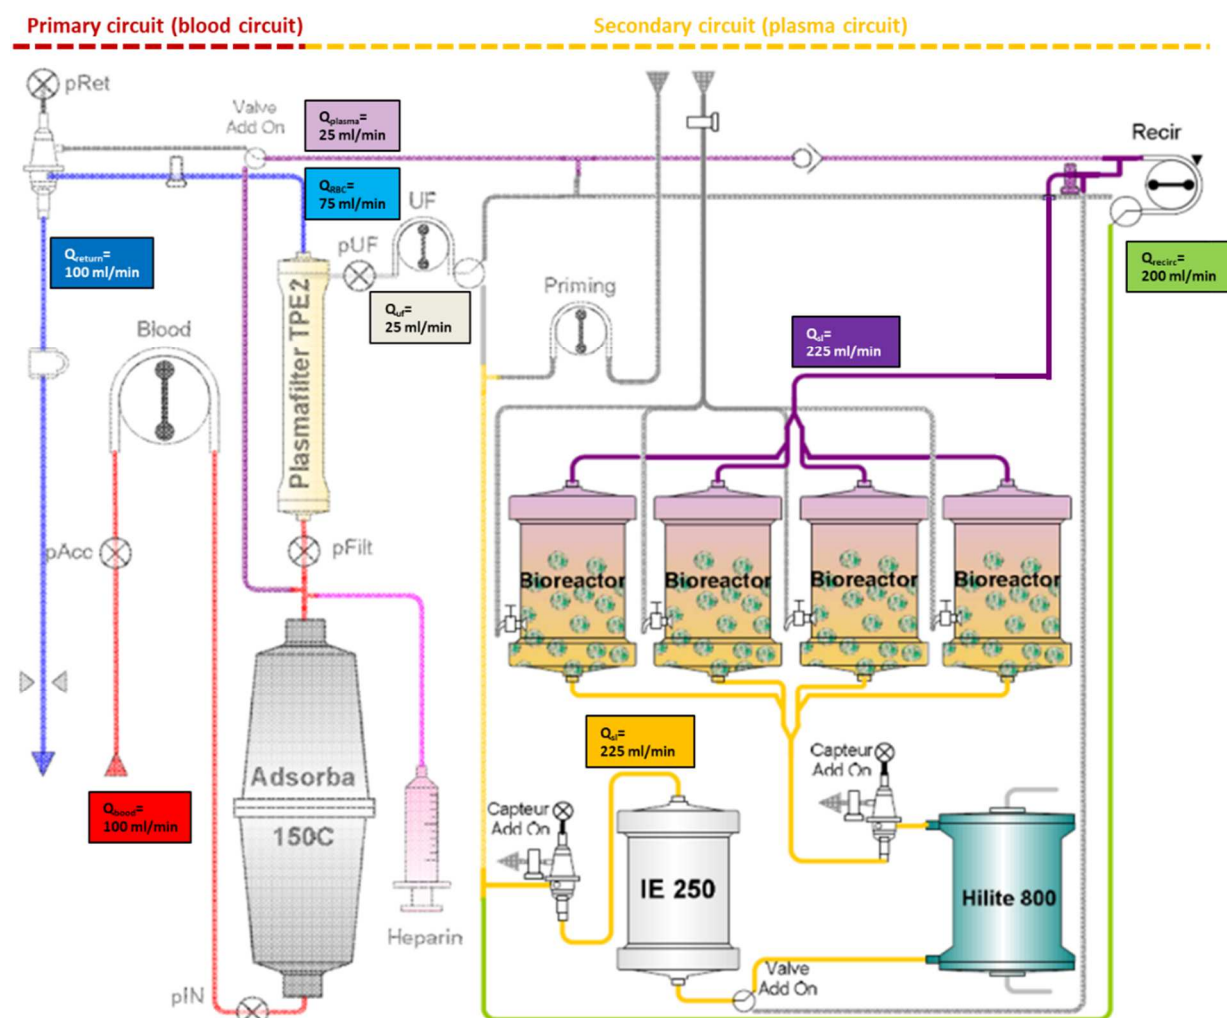 Primary circuit (blood circuit)
Secondary circuit (plasma circuit)
pRet
Valve
Add On
Qplasma=
25 ml/min
Recir
QRBC=
75 ml/min
UF
pUF
Qreturn=
100 ml/min
Qrecirc=
200 ml/min
Quf=
25 ml/min
Priming
Blood
Plasmafilter TPE2
Qsl=
225 ml/min
pAcc
pFilt
Bioreactor
Bioreactor
Bioreactor
Bioreactor
Qsl=
225 ml/min
Capteur
Add On
Adsorba
150C
Qblood=
100 ml/min
Capteur
Add On
IE 250
Hilite 800
Heparin
Valve
Add On
pIN